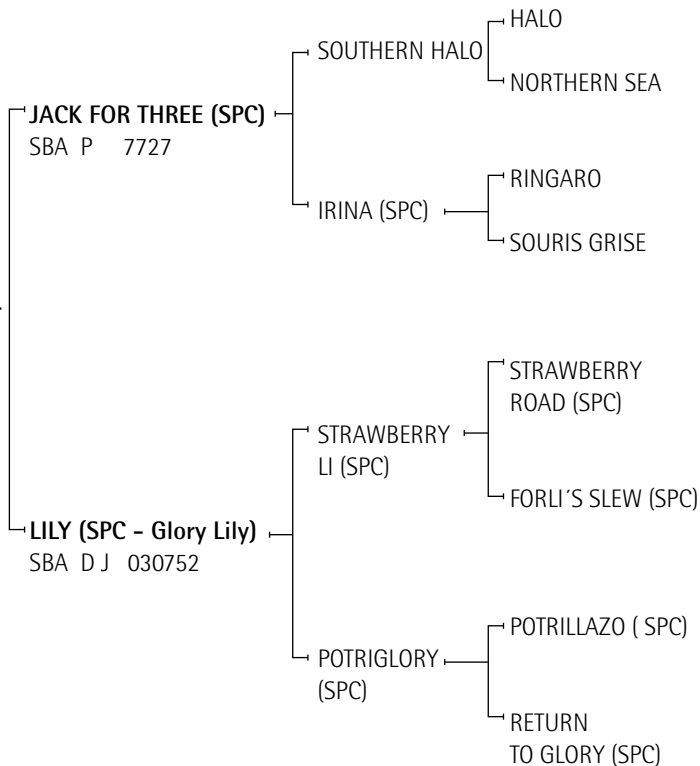 HALO
SOUTHERN HALO
NORTHERN SEA
JACK FOR THREE (SPC)
SBA P 7727
RINGARO
IRINA (SPC)
SOURIS GRISE
STRAWBERRY
ROAD (SPC)
STRAWBERRY
LI (SPC)
FORLI´S SLEW (SPC)
LILY (SPC - Glory Lily)
SBA D J 030752
POTRILLAZO ( SPC)
POTRIGLORY
(SPC)
RETURN
TO GLORY (SPC)